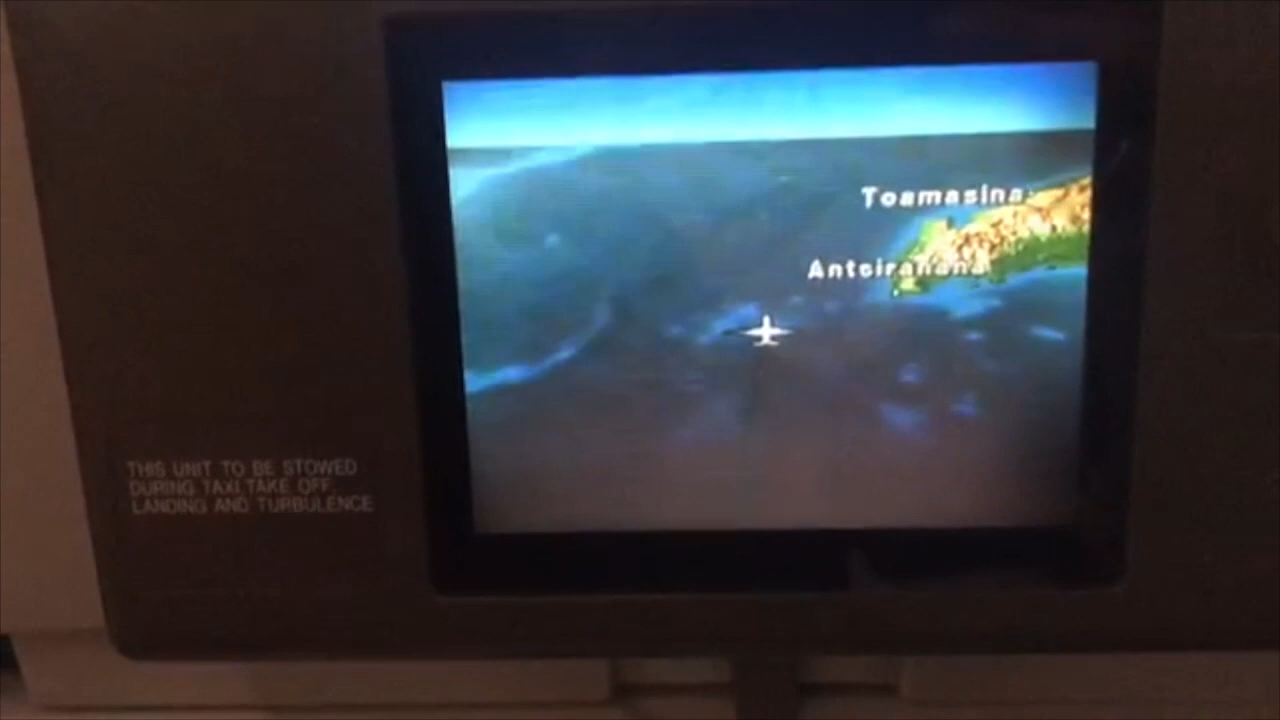 Toamasina
Antsiranana
THIS UNIT TO BE STOWED
DURING TAXI, TAKE OFF,
LANDING AND TURBULENCE